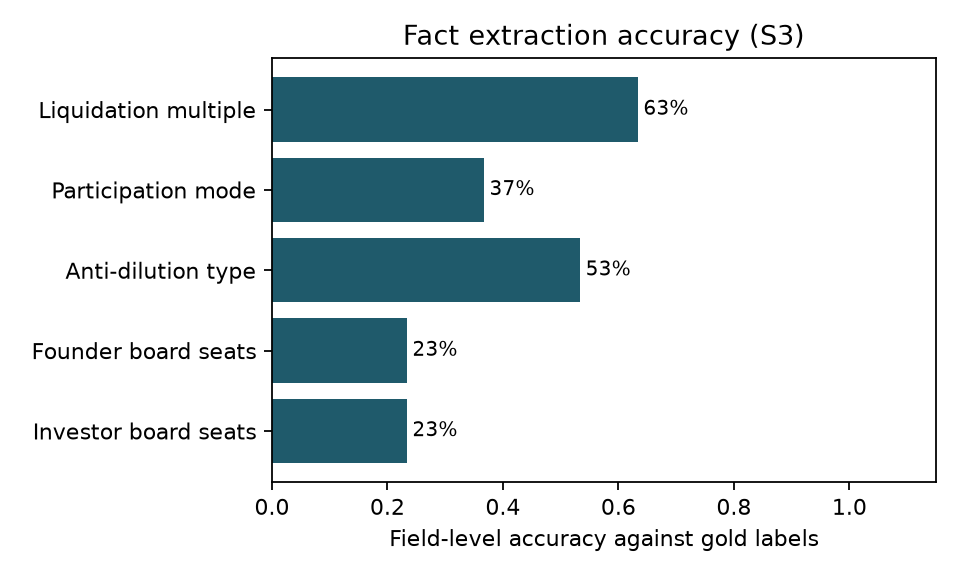 Fact extraction accuracy (S3)
Liquidation multiple 63%
Participation mode 37%
Anti-dilution type 53%
Founder board seats 23%
Investor board seats 23%
0.0 0.2 0.4 0.6 0.8 1.0
Field-level accuracy against gold labels